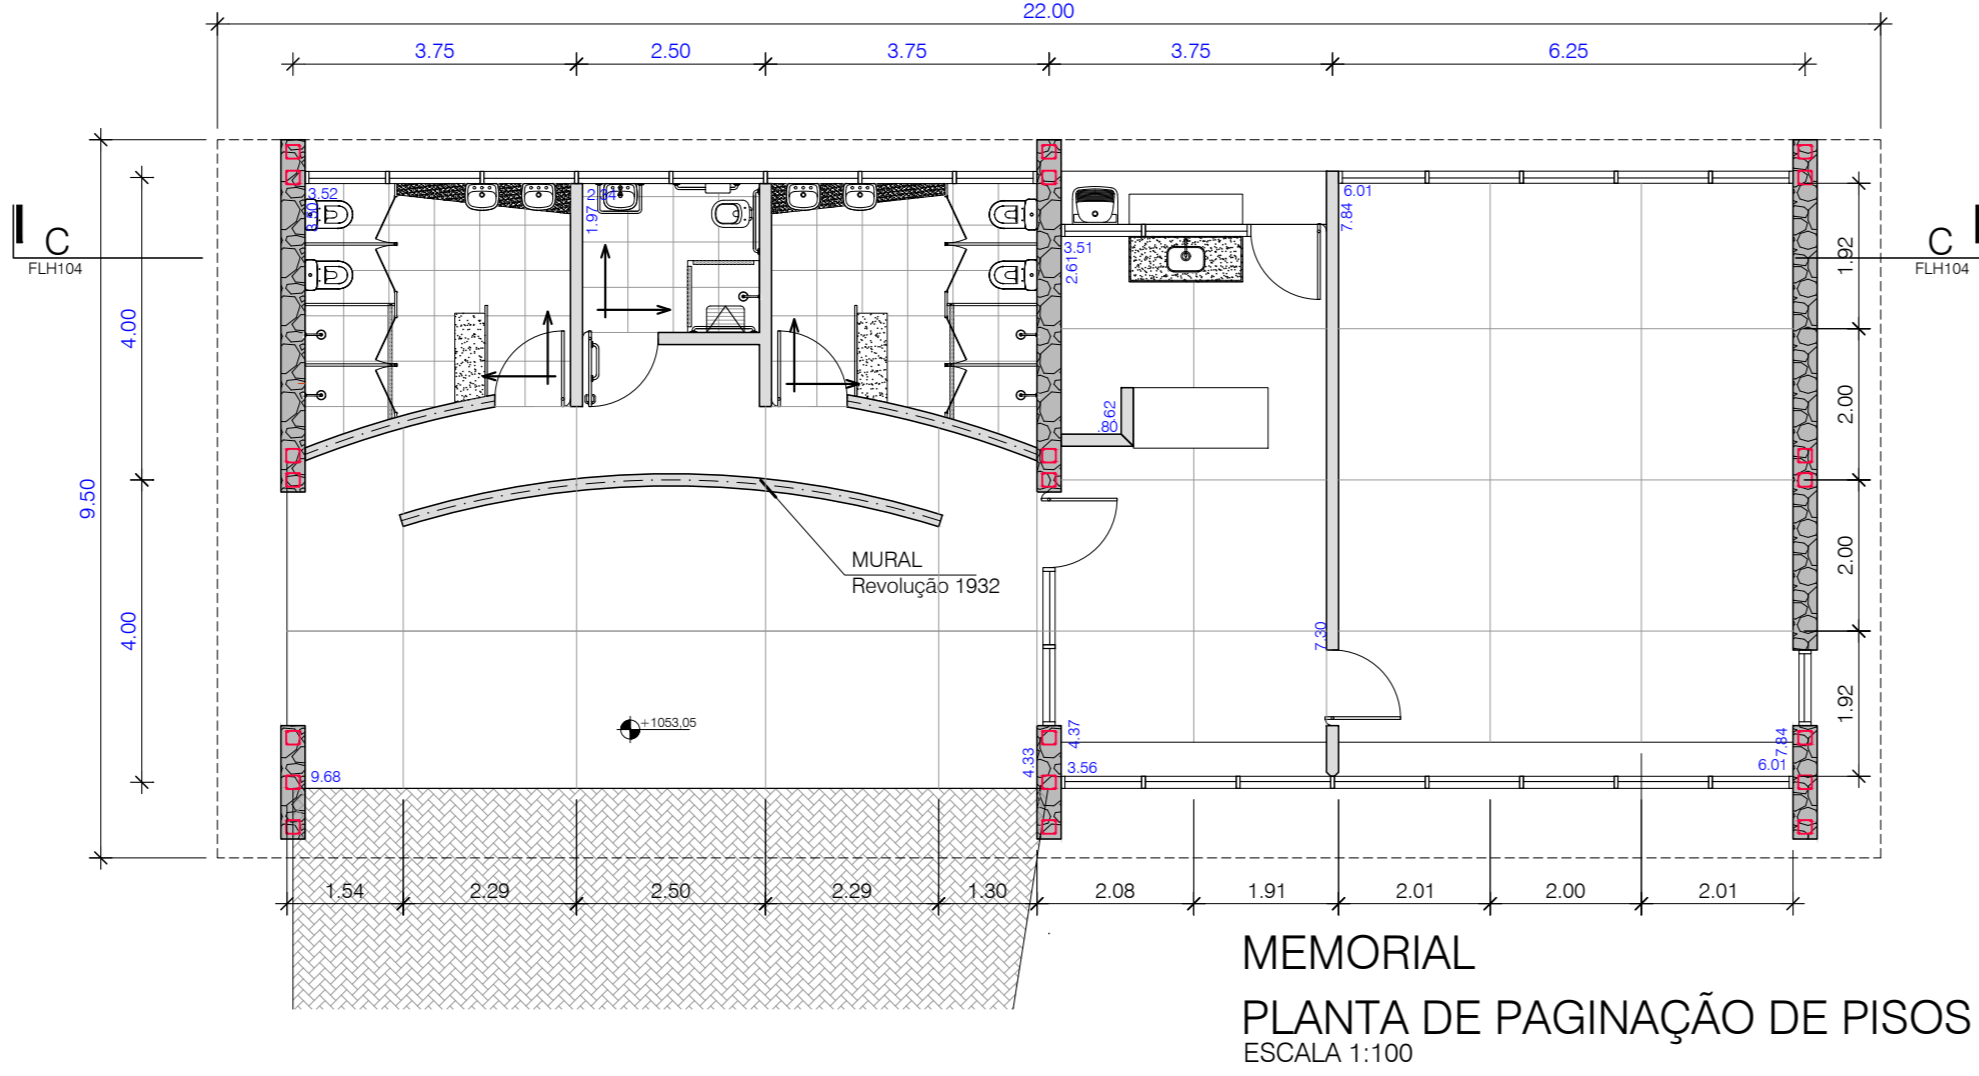 22.00
3.75 2.50 3.75 3.75 6.25
3.52 2.84 6.01
3.80 1.97 7.84
C C
FLH104 FLH104
3.51
2.61
1.92
4.00
.62
.80
2.00
9.50
MURAL
Revolução 1932
2.00
4.00
7.30
+1053,05
1.92
4.37 7.84
4.33
9.68 3.56 6.01
1.54 2.29 2.50 2.29 1.30 2.08 1.91 2.01 2.00 2.01
MEMORIAL
PLANTA DE PAGINAÇÃO DE PISOS
ESCALA 1:100